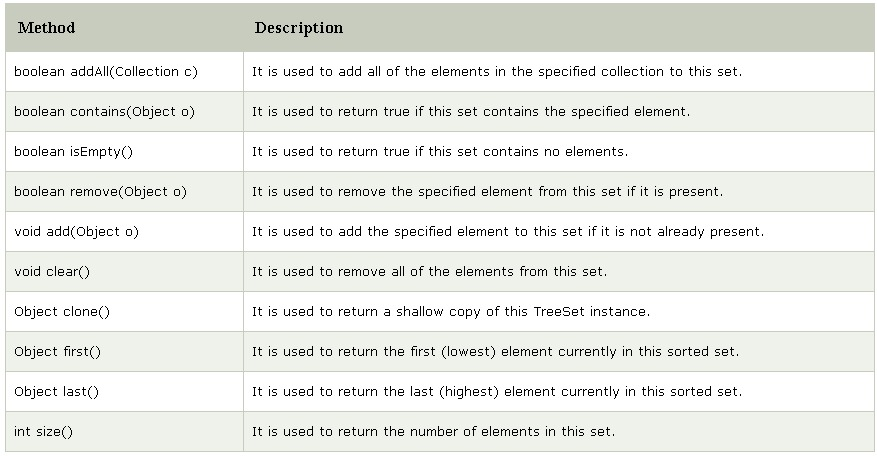 Method Description
boolean addAll(Collection c) It is used to add all of the elements in the specified collection to this set.
boolean contains(Object o) It is used to return true if this set contains the specified element.
boolean isEmpty() It is used to return true if this set contains no elements.
boolean remove(Object o) It is used to remove the specified element from this set if it is present.
void add(Object o) It is used to add the specified element to this set if it is not already present.
void clear() It is used to remove all of the elements from this set.
Object clone() It is used to return a shallow copy of this TreeSet instance.
Object first() It is used to return the first (lowest) element currently in this sorted set.
Object last() It is used to return the last (highest) element currently in this sorted set.
int size() It is used to return the number of elements in this set.